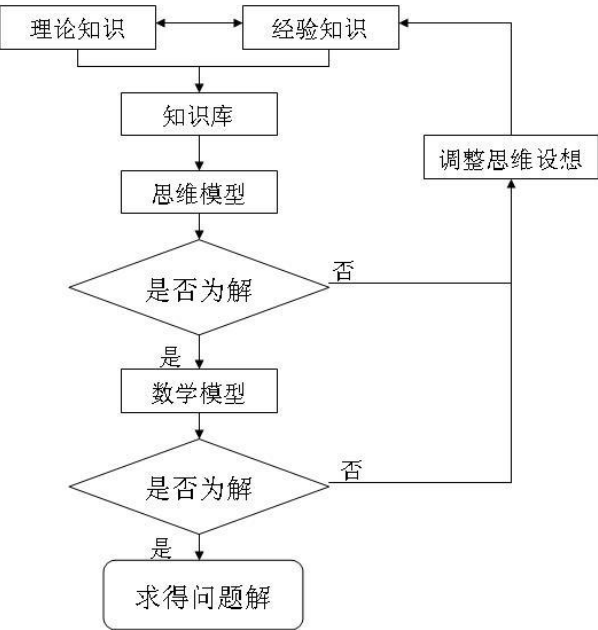 理论知识
经验知识
知识库
调整思维设想
思维模型
是否为解
否
是
数学模型
是否为解
否
是
求得问题解